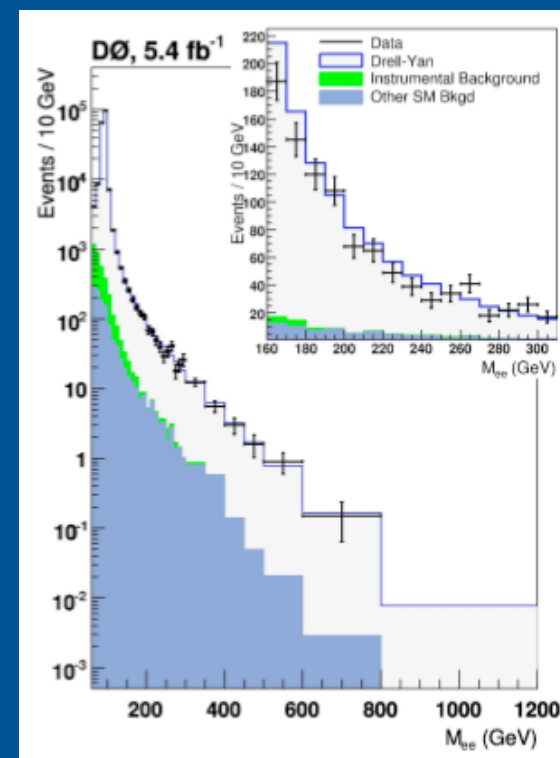 DØ, 5.4 fb⁻¹
Events / 10 GeV
10⁵
10⁴
10³
10²
10
1
10⁻¹
10⁻²
10⁻³
200 400 600 800 1000 1200
M_ee (GeV)
Data
Drell-Yan
Instrumental Background
Other SM Bkgd
Events / 10 GeV
220
200
180
160
140
120
100
80
60
40
20
160 180 200 220 240 260 280 300
M_ee (GeV)